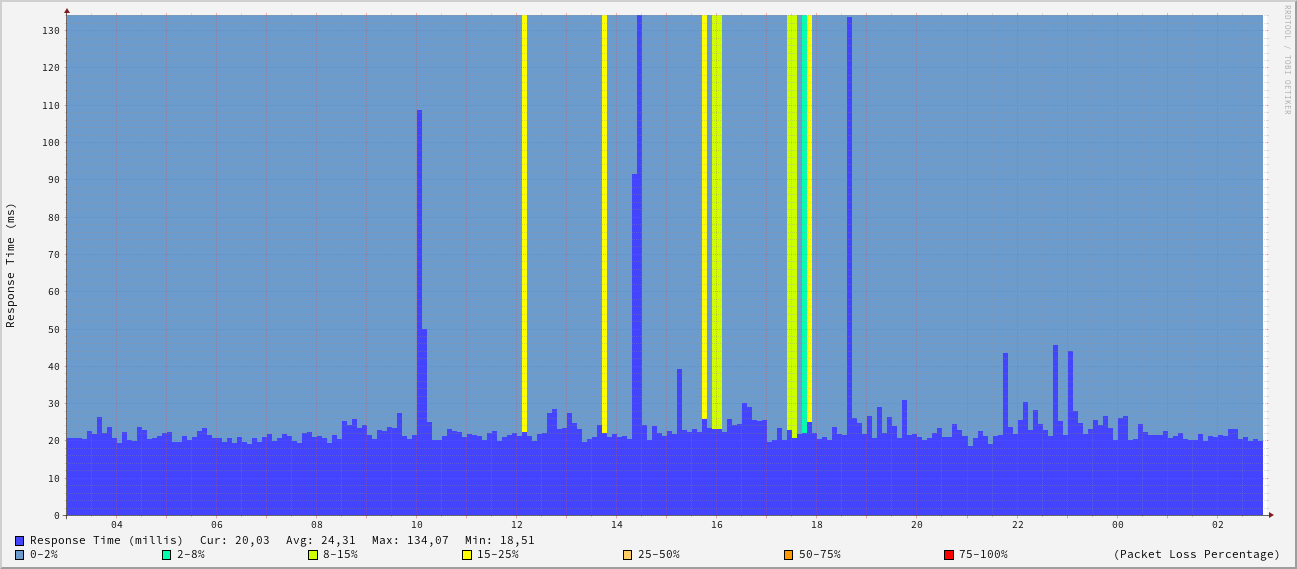 RRDTOOL / TOBI OETIKER
Response Time (ms)
130
120
110
100
90
80
70
60
50
40
30
20
10
0
04 06 08 10 12 14 16 18 20 22 00 02
Response Time (millis) Cur: 20,03 Avg: 24,31 Max: 134,07 Min: 18,51
0-2% 2-8% 8-15% 15-25% 25-50% 50-75% 75-100% (Packet Loss Percentage)